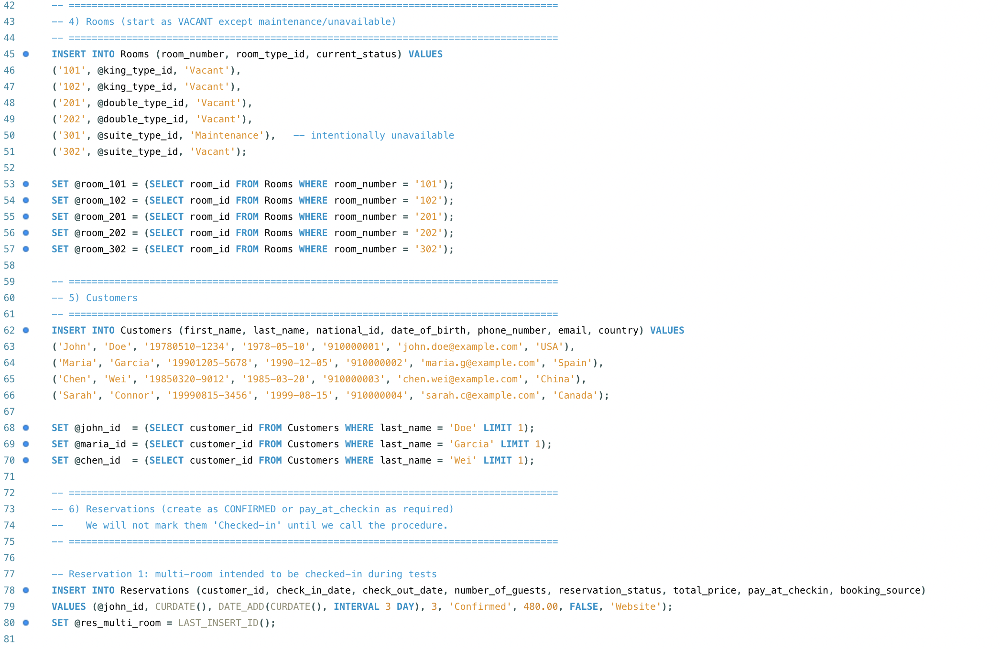 42 -- =====================================================================================
43 -- 4) Rooms (start as VACANT except maintenance/unavailable)
44 -- =====================================================================================
45 INSERT INTO Rooms (room_number, room_type_id, current_status) VALUES
46 ('101', @king_type_id, 'Vacant'),
47 ('102', @king_type_id, 'Vacant'),
48 ('201', @double_type_id, 'Vacant'),
49 ('202', @double_type_id, 'Vacant'),
50 ('301', @suite_type_id, 'Maintenance'),   -- intentionally unavailable
51 ('302', @suite_type_id, 'Vacant');
52
53 SET @room_101 = (SELECT room_id FROM Rooms WHERE room_number = '101');
54 SET @room_102 = (SELECT room_id FROM Rooms WHERE room_number = '102');
55 SET @room_201 = (SELECT room_id FROM Rooms WHERE room_number = '201');
56 SET @room_202 = (SELECT room_id FROM Rooms WHERE room_number = '202');
57 SET @room_302 = (SELECT room_id FROM Rooms WHERE room_number = '302');
58
59 -- =====================================================================================
60 -- 5) Customers
61 -- =====================================================================================
62 INSERT INTO Customers (first_name, last_name, national_id, date_of_birth, phone_number, email, country) VALUES
63 ('John', 'Doe', '19780510-1234', '1978-05-10', '910000001', 'john.doe@example.com', 'USA'),
64 ('Maria', 'Garcia', '19901205-5678', '1990-12-05', '910000002', 'maria.g@example.com', 'Spain'),
65 ('Chen', 'Wei', '19850320-9012', '1985-03-20', '910000003', 'chen.wei@example.com', 'China'),
66 ('Sarah', 'Connor', '19990815-3456', '1999-08-15', '910000004', 'sarah.c@example.com', 'Canada');
67
68 SET @john_id  = (SELECT customer_id FROM Customers WHERE last_name = 'Doe' LIMIT 1);
69 SET @maria_id = (SELECT customer_id FROM Customers WHERE last_name = 'Garcia' LIMIT 1);
70 SET @chen_id  = (SELECT customer_id FROM Customers WHERE last_name = 'Wei' LIMIT 1);
71
72 -- =====================================================================================
73 -- 6) Reservations (create as CONFIRMED or pay_at_checkin as required)
74 --    We will not mark them 'Checked-in' until we call the procedure.
75 -- =====================================================================================
76
77 -- Reservation 1: multi-room intended to be checked-in during tests
78 INSERT INTO Reservations (customer_id, check_in_date, check_out_date, number_of_guests, reservation_status, total_price, pay_at_checkin, booking_source)
79 VALUES (@john_id, CURDATE(), DATE_ADD(CURDATE(), INTERVAL 3 DAY), 3, 'Confirmed', 480.00, FALSE, 'Website');
80 SET @res_multi_room = LAST_INSERT_ID();
81